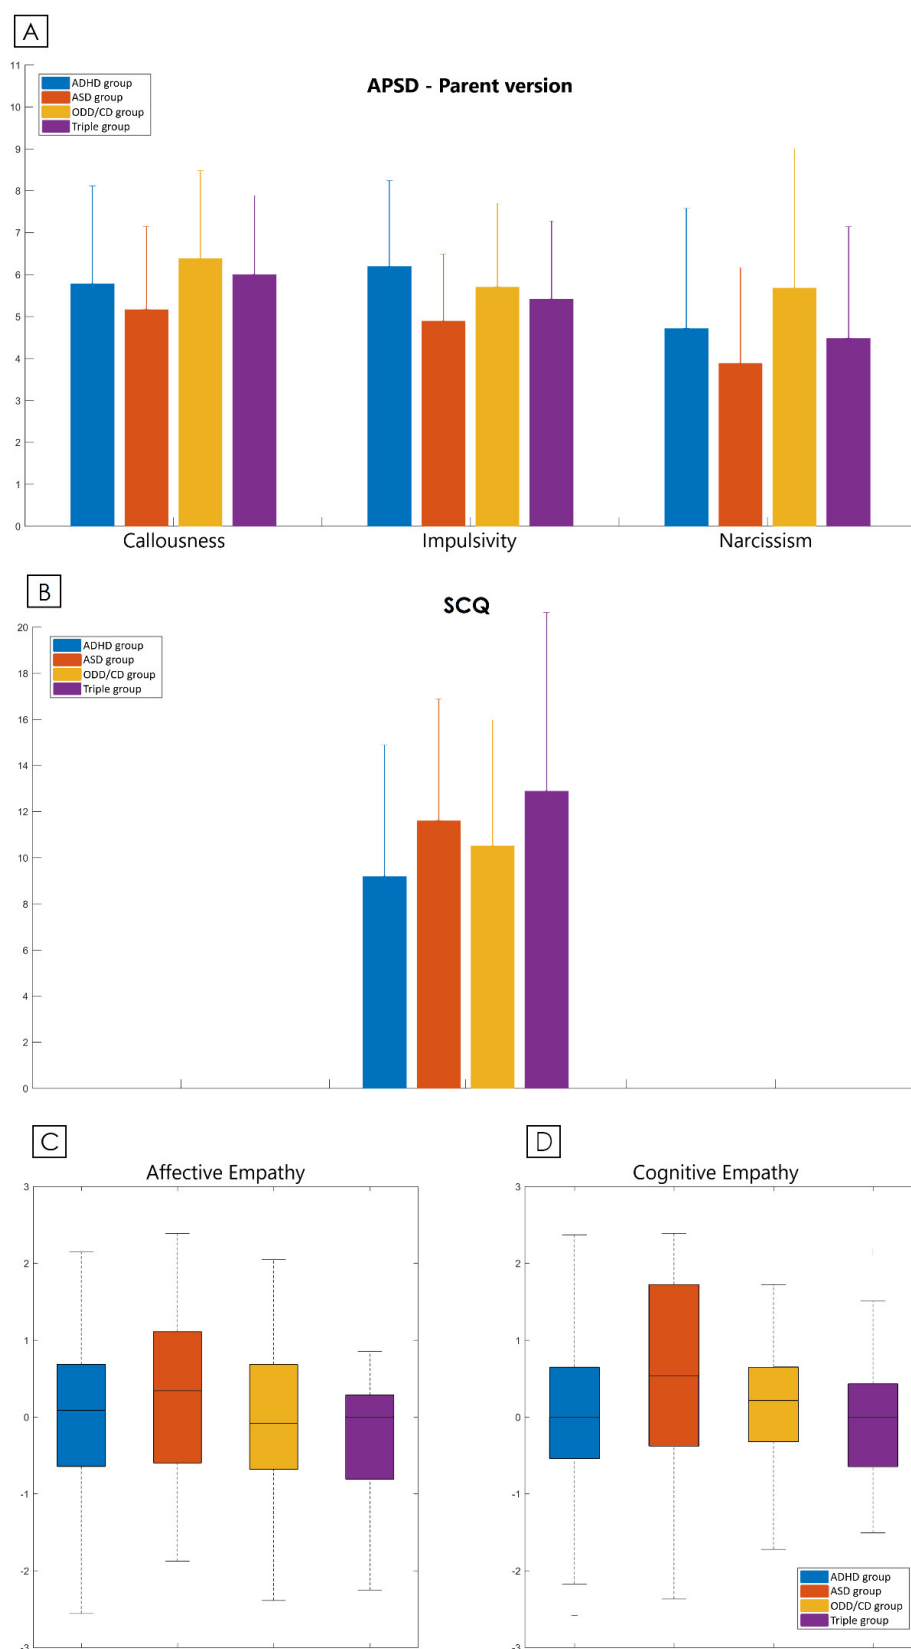 A
APSD - Parent version
ADHD group
ASD group
ODD/CD group
Triple group
11
10
9
8
7
6
5
4
3
2
1
0
Callousness Impulsivity Narcissism
B
SCQ
ADHD group
ASD group
ODD/CD group
Triple group
20
18
16
14
12
10
8
6
4
2
0
C
Affective Empathy
3
2
1
0
-1
-2
-3
D
Cognitive Empathy
3
2
1
0
-1
-2
-3
ADHD group
ASD group
ODD/CD group
Triple group